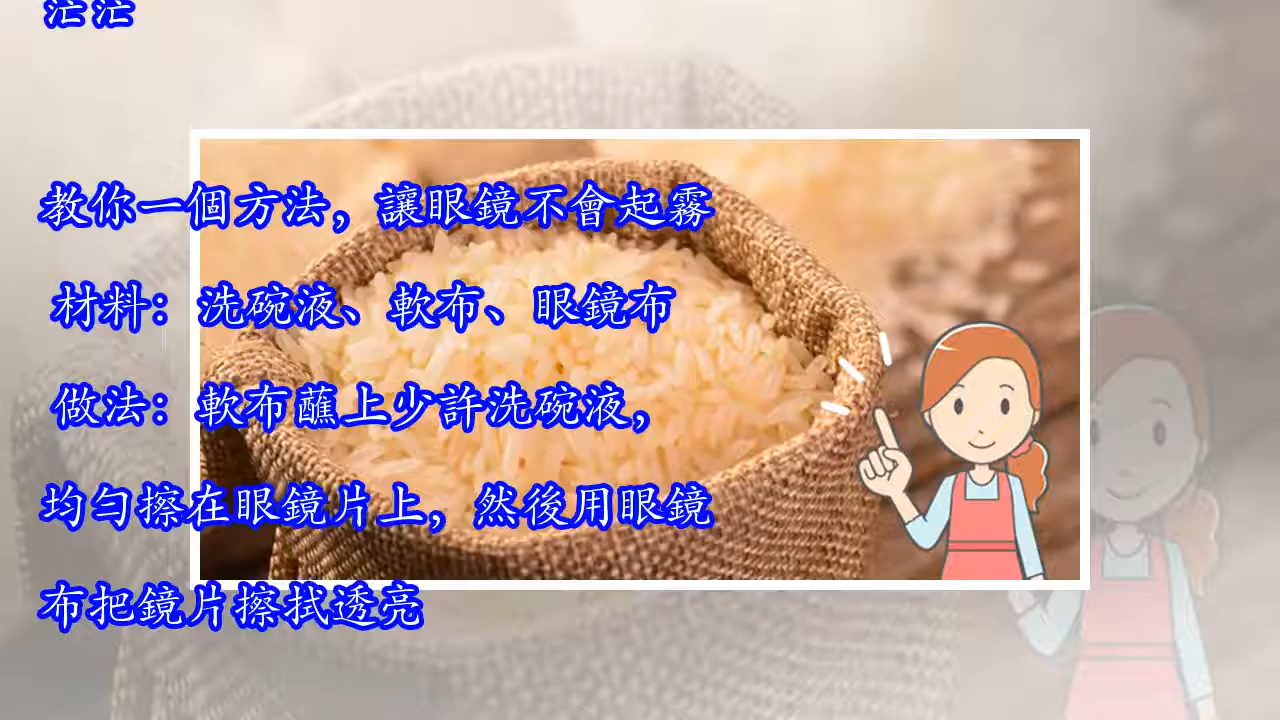 茫茫
教你一個方法，讓眼鏡不會起霧
材料：洗碗液、軟布、眼鏡布
做法：軟布蘸上少許洗碗液，
均勻擦在眼鏡片上，然後用眼鏡
布把鏡片擦拭透亮